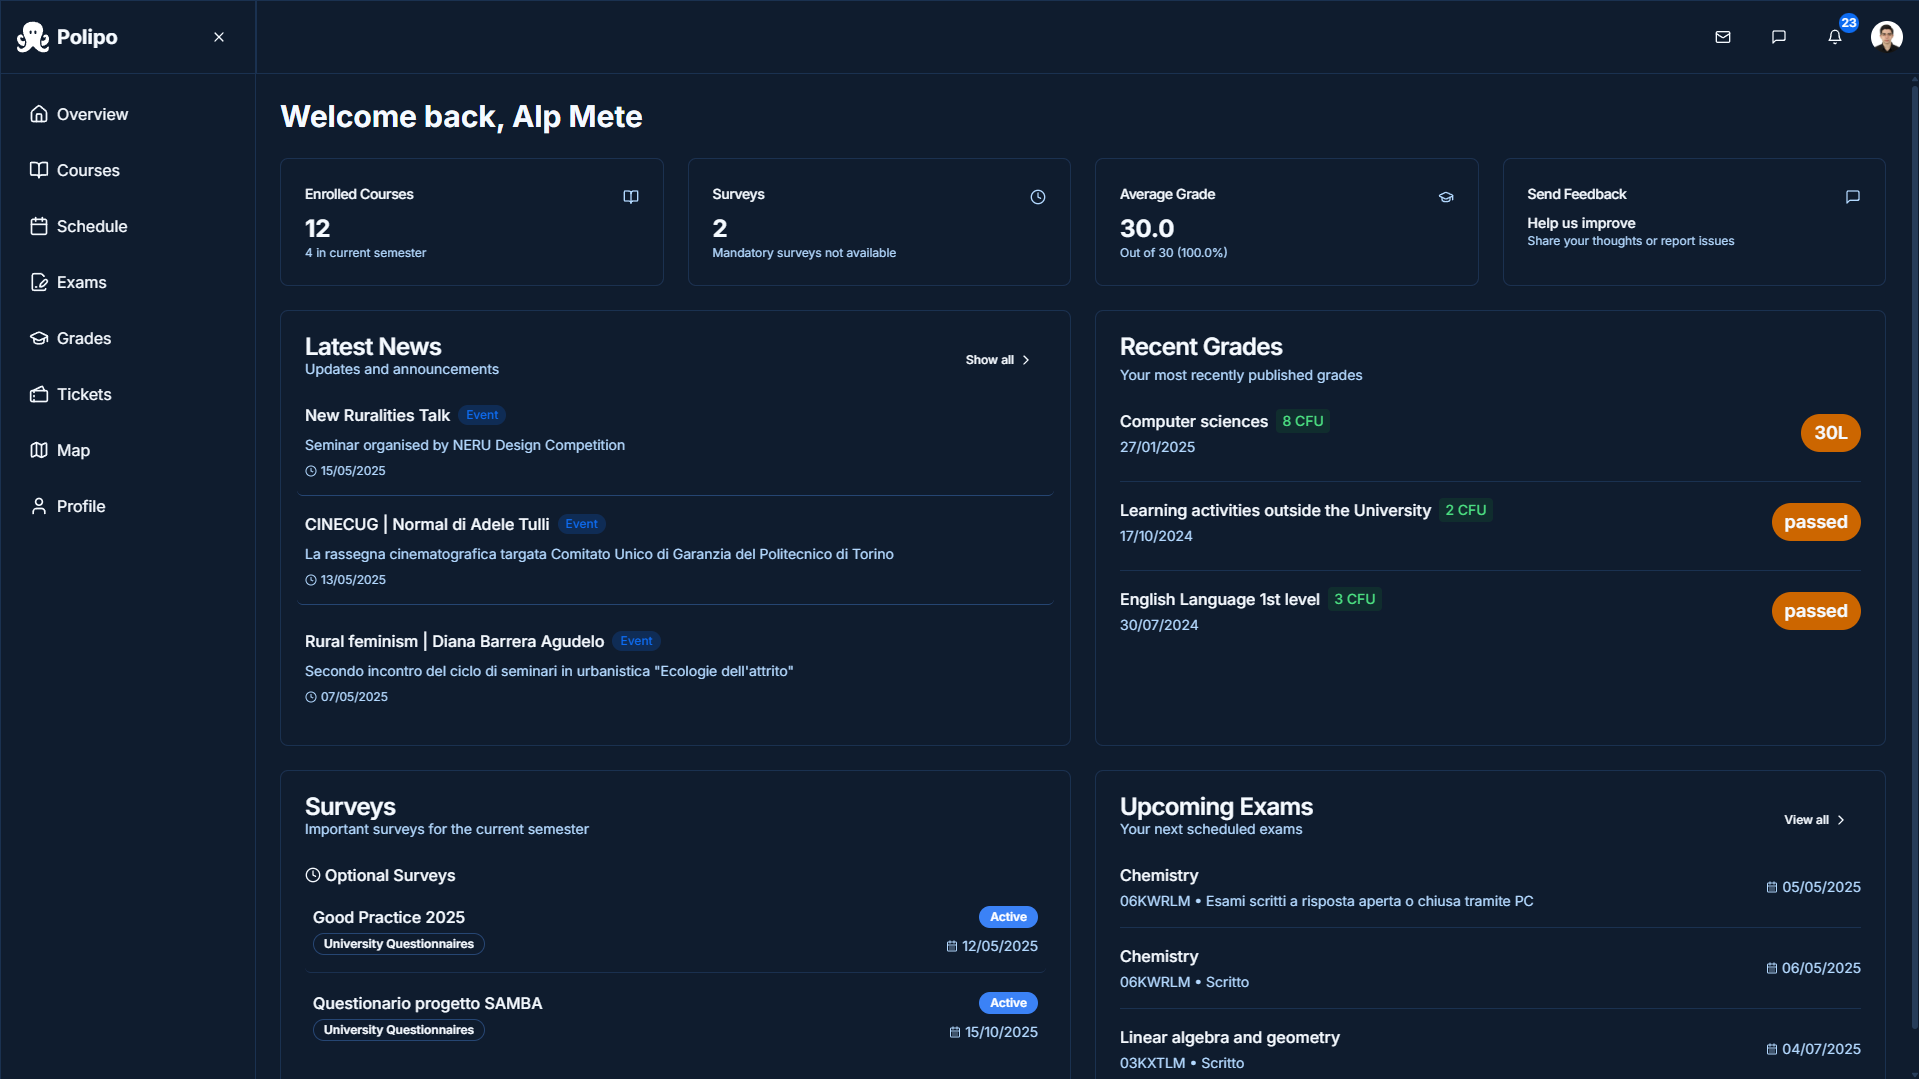 Polipo
23
Overview
Courses
Schedule
Exams
Grades
Tickets
Map
Profile
Welcome back, Alp Mete
Enrolled Courses
12
4 in current semester
Surveys
2
Mandatory surveys not available
Average Grade
30.0
Out of 30 (100.0%)
Send Feedback
Help us improve
Share your thoughts or report issues
Latest News
Updates and announcements
Show all
New Ruralities Talk Event
Seminar organised by NERU Design Competition
15/05/2025
CINECUG | Normal di Adele Tulli Event
La rassegna cinematografica targata Comitato Unico di Garanzia del Politecnico di Torino
13/05/2025
Rural feminism | Diana Barrera Agudelo Event
Secondo incontro del ciclo di seminari in urbanistica "Ecologie dell'attrito"
07/05/2025
Recent Grades
Your most recently published grades
Computer sciences 8 CFU
27/01/2025
30L
Learning activities outside the University 2 CFU
17/10/2024
passed
English Language 1st level 3 CFU
30/07/2024
passed
Surveys
Important surveys for the current semester
Optional Surveys
Good Practice 2025
University Questionnaires
Active
12/05/2025
Questionario progetto SAMBA
University Questionnaires
Active
15/10/2025
Upcoming Exams
Your next scheduled exams
View all
Chemistry
06KWRLM • Esami scritti a risposta aperta o chiusa tramite PC
05/05/2025
Chemistry
06KWRLM • Scritto
06/05/2025
Linear algebra and geometry
03KXTLM • Scritto
04/07/2025